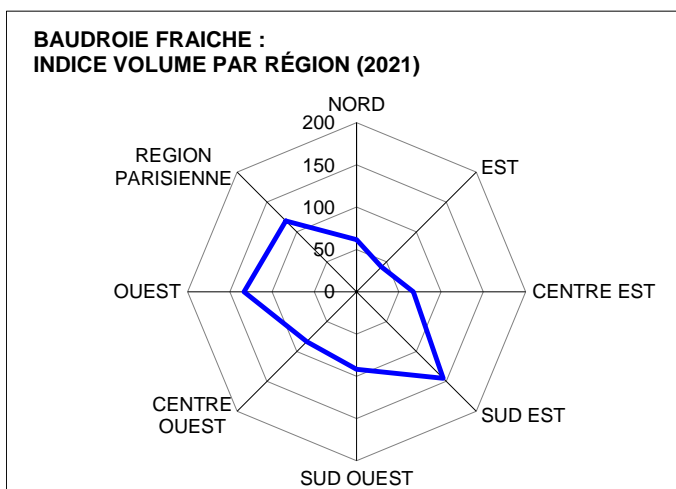 BAUDROIE FRAICHE :
INDICE VOLUME PAR RÉGION (2021)
NORD
200
150
100
50
0
EST
CENTRE EST
SUD EST
SUD OUEST
CENTRE
OUEST
OUEST
REGION
PARISIENNE